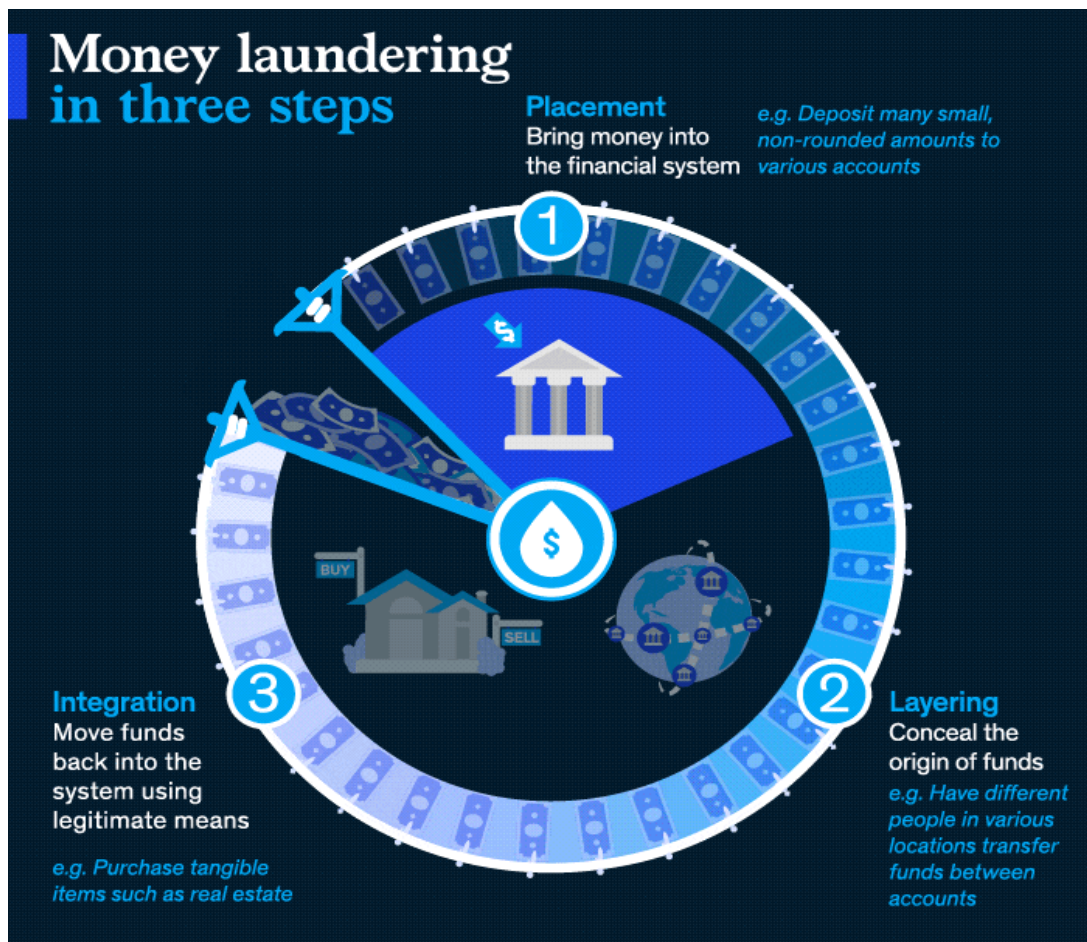 Money laundering
in three steps
Placement
Bring money into
the financial system
e.g. Deposit many small,
non-rounded amounts to
various accounts
1
$
$
BUY
SELL
2
Layering
Conceal the
origin of funds
e.g. Have different
people in various
locations transfer
funds between
accounts
3
Integration
Move funds
back into the
system using
legitimate means
e.g. Purchase tangible
items such as real estate